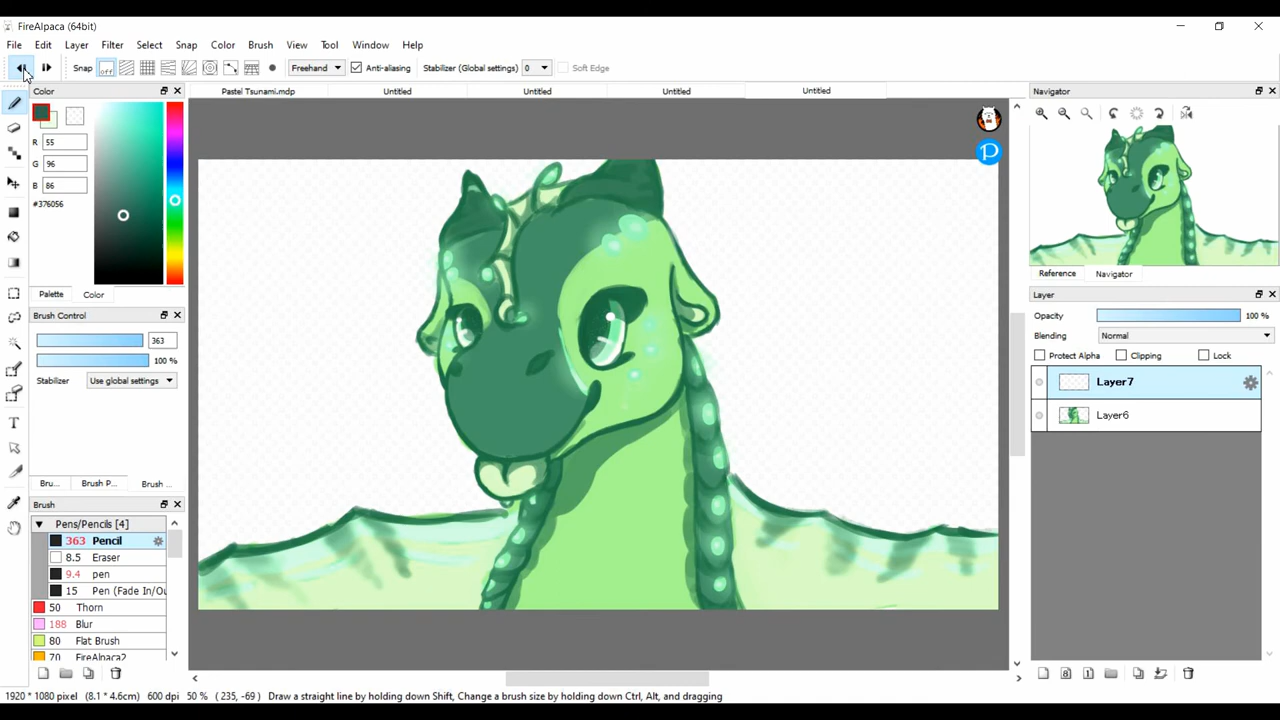 FireAlpaca (64bit)
File Edit Layer Filter Select Snap Color Brush View Tool Window Help
Snap off Freehand Anti-aliasing Stabilizer (Global settings) 0 Soft Edge
Color Pastel Tsunami.mdp Untitled Untitled Untitled Untitled Navigator
R 55
G 96
B 86
#376056
P
Reference Navigator
Palette Color
Layer
Brush Control
Opacity 100 %
363
Blending Normal
100 %
Protect Alpha Clipping Lock
Stabilizer Use global settings
Layer7
Layer6
Bru... Brush P... Brush ...
Brush
Pens/Pencils [4]
363 Pencil
8.5 Eraser
9.4 pen
15 Pen (Fade In/Ou
50 Thorn
188 Blur
80 Flat Brush
70 FireAlpaca2
8 1
1920 * 1080 pixel (8.1 * 4.6cm) 600 dpi 50 % ( 235, -69 ) Draw a straight line by holding down Shift, Change a brush size by holding down Ctrl, Alt, and dragging